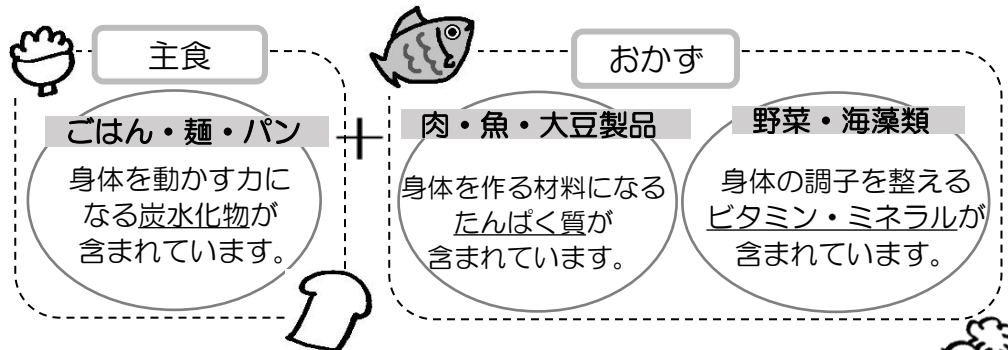 主食
ごはん・麺・パン
身体を動かす力に
なる炭水化物が
含まれています。
＋
おかず
肉・魚・大豆製品
身体を作る材料になる
たんぱく質が
含まれています。
野菜・海藻類
身体の調子を整える
ビタミン・ミネラルが
含まれています。